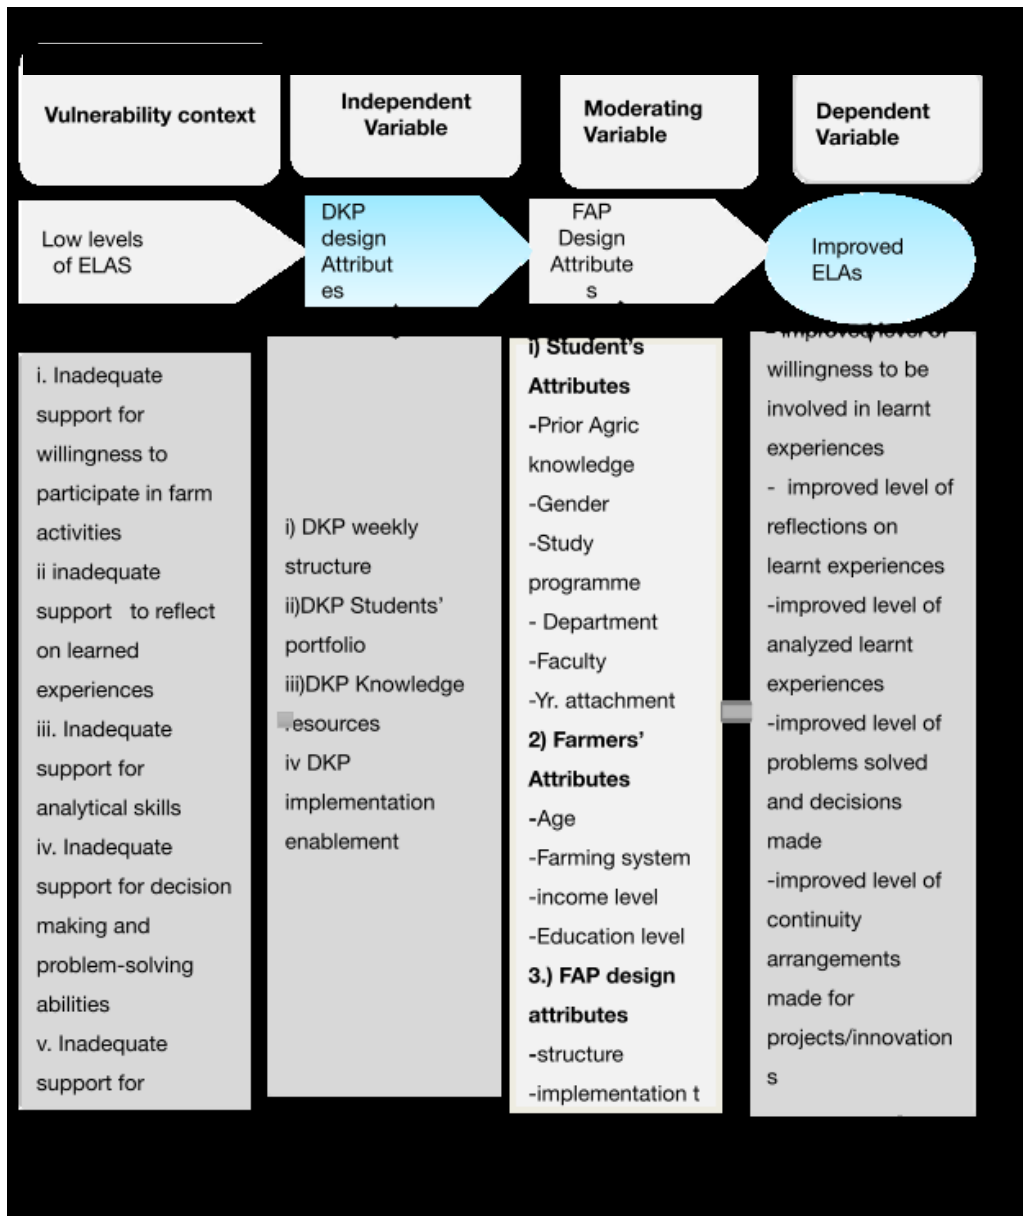 Vulnerability context
Independent
Variable
Moderating
Variable
Dependent
Variable
Low levels
of ELAS
DKP
design
Attribut
es
FAP
Design
Attribute
s
Improved
ELAs
i. Inadequate
support for
willingness to
participate in farm
activities
ii inadequate
support to reflect
on learned
experiences
iii. Inadequate
support for
analytical skills
iv. Inadequate
support for decision
making and
problem-solving
abilities
v. Inadequate
support for
i) DKP weekly
structure
ii)DKP Students’
portfolio
iii)DKP Knowledge
esources
iv DKP
implementation
enablement
i) Student's
Attributes
-Prior Agric
knowledge
-Gender
-Study
programme
- Department
-Faculty
-Yr. attachment
2) Farmers’
Attributes
-Age
-Farming system
-income level
-Education level
3.) FAP design
attributes
-structure
-implementation t
- improved level of
willingness to be
involved in learnt
experiences
- improved level of
reflections on
learnt experiences
-improved level of
analyzed learnt
experiences
-improved level of
problems solved
and decisions
made
-improved level of
continuity
arrangements
made for
projects/innovation
s